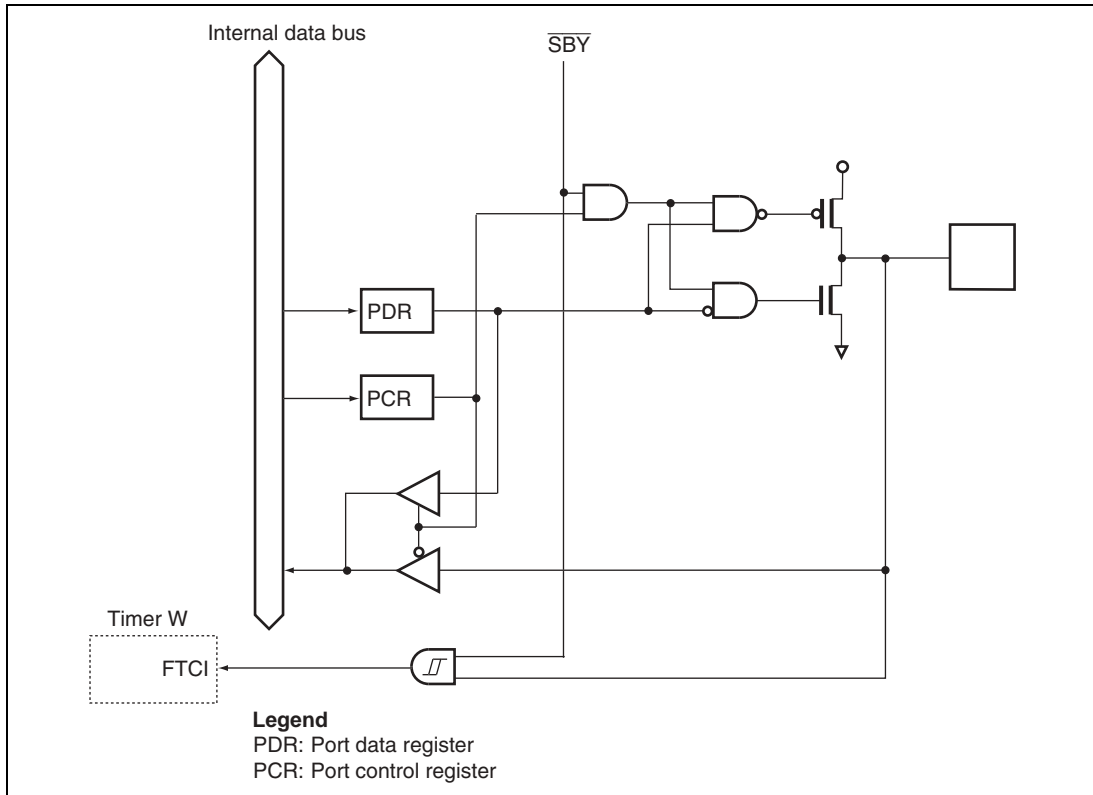 Internal data bus
SBY
PDR
PCR
Timer W
FTCI
Legend
PDR: Port data register
PCR: Port control register